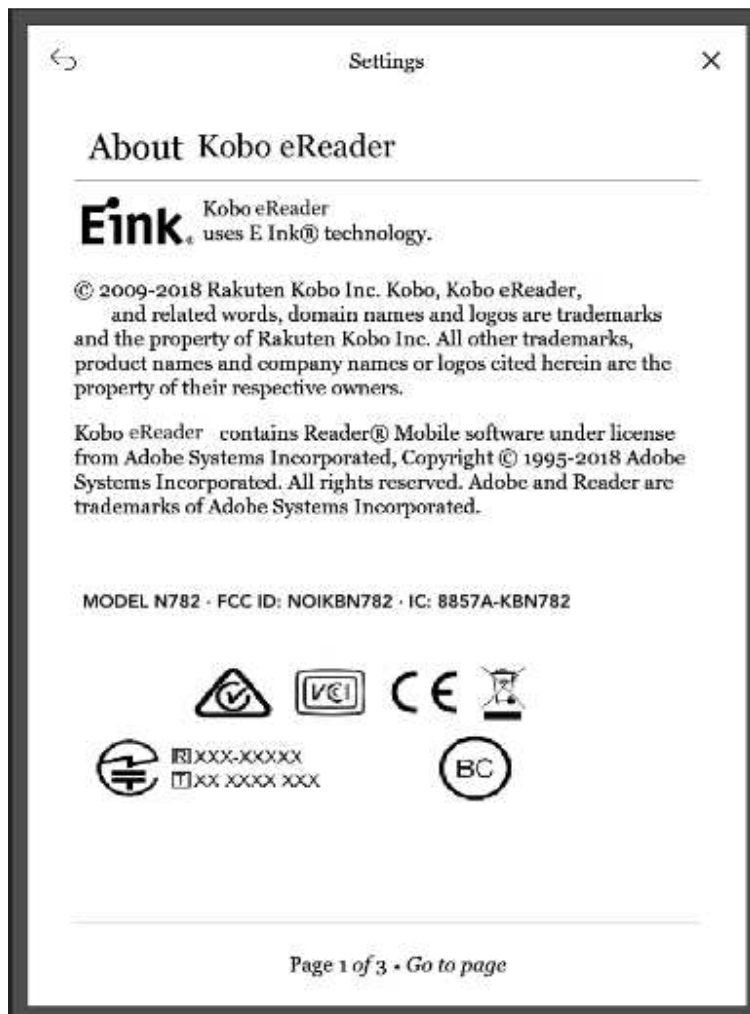 Settings
About Kobo eReader
Eink®
Kobo eReader
uses E Ink® technology.
© 2009-2018 Rakuten Kobo Inc. Kobo, Kobo eReader,
and related words, domain names and logos are trademarks
and the property of Rakuten Kobo Inc. All other trademarks,
product names and company names or logos cited herein are the
property of their respective owners.
Kobo eReader contains Reader® Mobile software under license
from Adobe Systems Incorporated, Copyright © 1995-2018 Adobe
Systems Incorporated. All rights reserved. Adobe and Reader are
trademarks of Adobe Systems Incorporated.
MODEL N782 · FCC ID: NOIKBN782 · IC: 8857A-KBN782
VCI CE
R XXX-XXXXX
T XX XXXX XXX
BC
Page 1 of 3 • Go to page